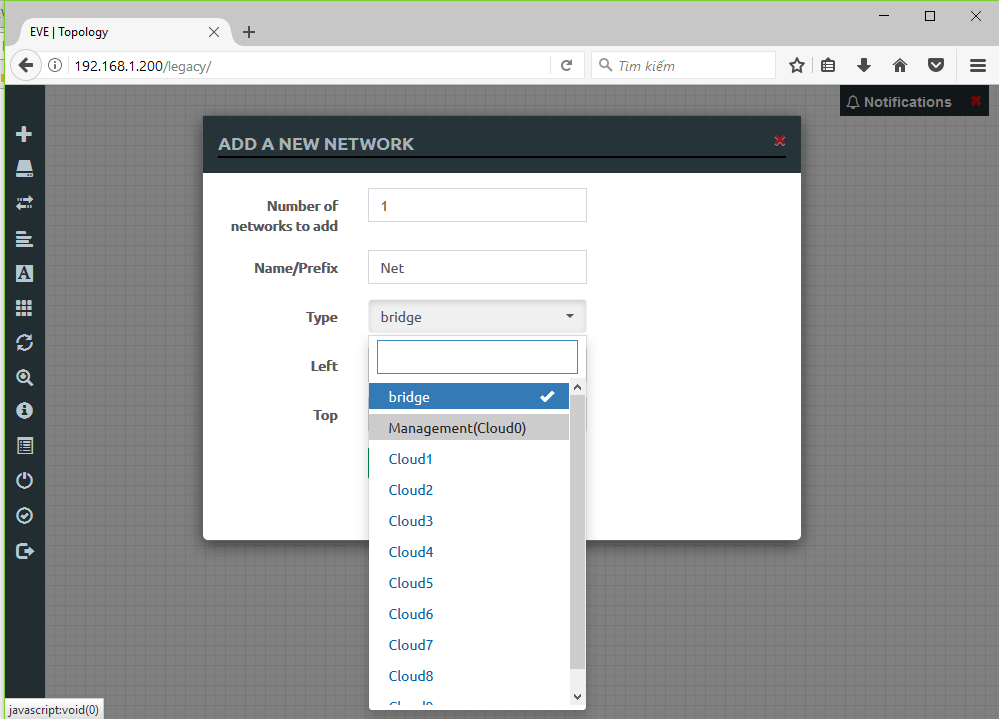 EVE | Topology
192.168.1.200/legacy/
Tìm kiếm
Notifications
ADD A NEW NETWORK
Number of
networks to add
1
Name/Prefix
Net
Type
bridge
Left
Top
bridge
Management(Cloud0)
Cloud1
Cloud2
Cloud3
Cloud4
Cloud5
Cloud6
Cloud7
Cloud8
javascript:void(0)